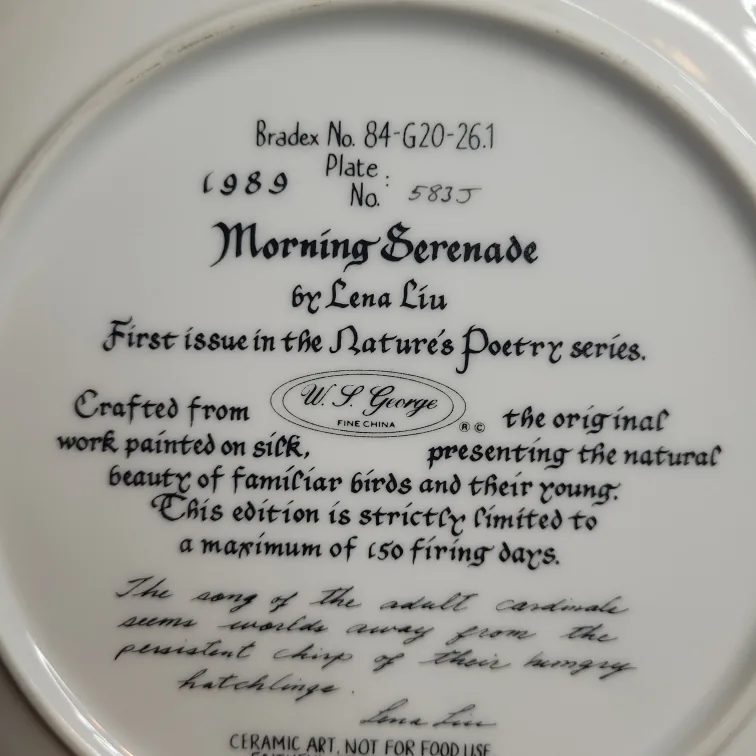 Bradex No. 84-G20-26.1
1989 Plate No.: 583J
Morning Serenade
by Lena Liu
First issue in the Nature's Poetry series.
Crafted from W. S. George ® © the original
FINE CHINA
work painted on silk, presenting the natural
beauty of familiar birds and their young.
This edition is strictly limited to
a maximum of 150 firing days.
The song of the adult cardinals
seems worlds away from the
persistent chirp of their hungry
hatchlings.
Lena Liu
CERAMIC ART, NOT FOR FOOD USE.